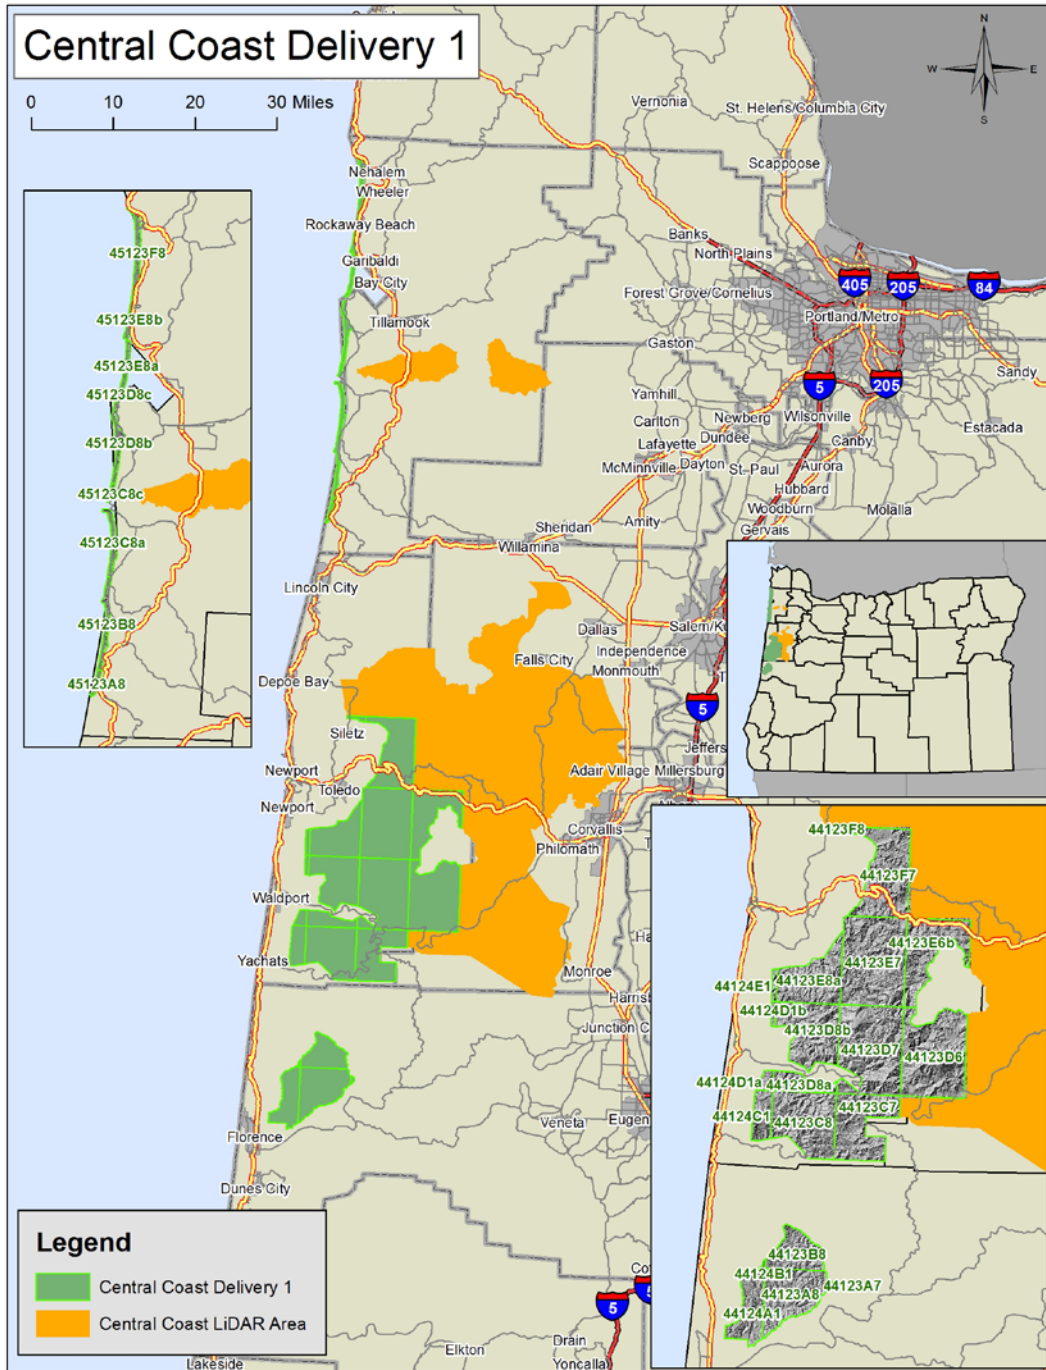 Central Coast Delivery 1
0 10 20 30 Miles
N
W E
S
Vernonia
St. Helens/Columbia City
Scappoose
Nehalem
Wheeler
Rockaway Beach
Garibaldi
Bay City
Tillamook
Banks
North Plains
Forest Grove/Cornelius
405
205
84
Portland/Metro
Gaston
Sandy
5
205
Yamhill
Wilsonville
Newberg
Carlton
Estacada
Dundee
Canby
Lafayette
McMinnville
Dayton
St. Paul
Aurora
Hubbard
Woodburn
Molalla
Gervais
Amity
Sheridan
Willamina
Lincoln City
Dallas
Salem/K
Independence
Falls City
Monmouth
Depoe Bay
5
Siletz
Jeffers
Newport
Adair Village
Millersburg
Toledo
Newport
Corvallis
Philomath
Waldport
Yachats
Monroe
Harrisb
Junction C
Veneta
Eugen
Florence
Dunes City
Cot
5
Drain
Elkton
Yoncalla
Lakeside
45123F8
45123E8b
45123E8a
45123D8c
45123D8b
45123C8c
45123C8a
45123B8
45123A8
44123F8
44123F7
44123E6b
44123E7
44124E1
44123E8a
44124D1b
44123D8b
44123D7
44123D6
44124D1a
44123D8a
44124C1
44123C8
44123C7
44123B8
44124B1
44123A7
44123A8
44124A1
Legend
Central Coast Delivery 1
Central Coast LiDAR Area